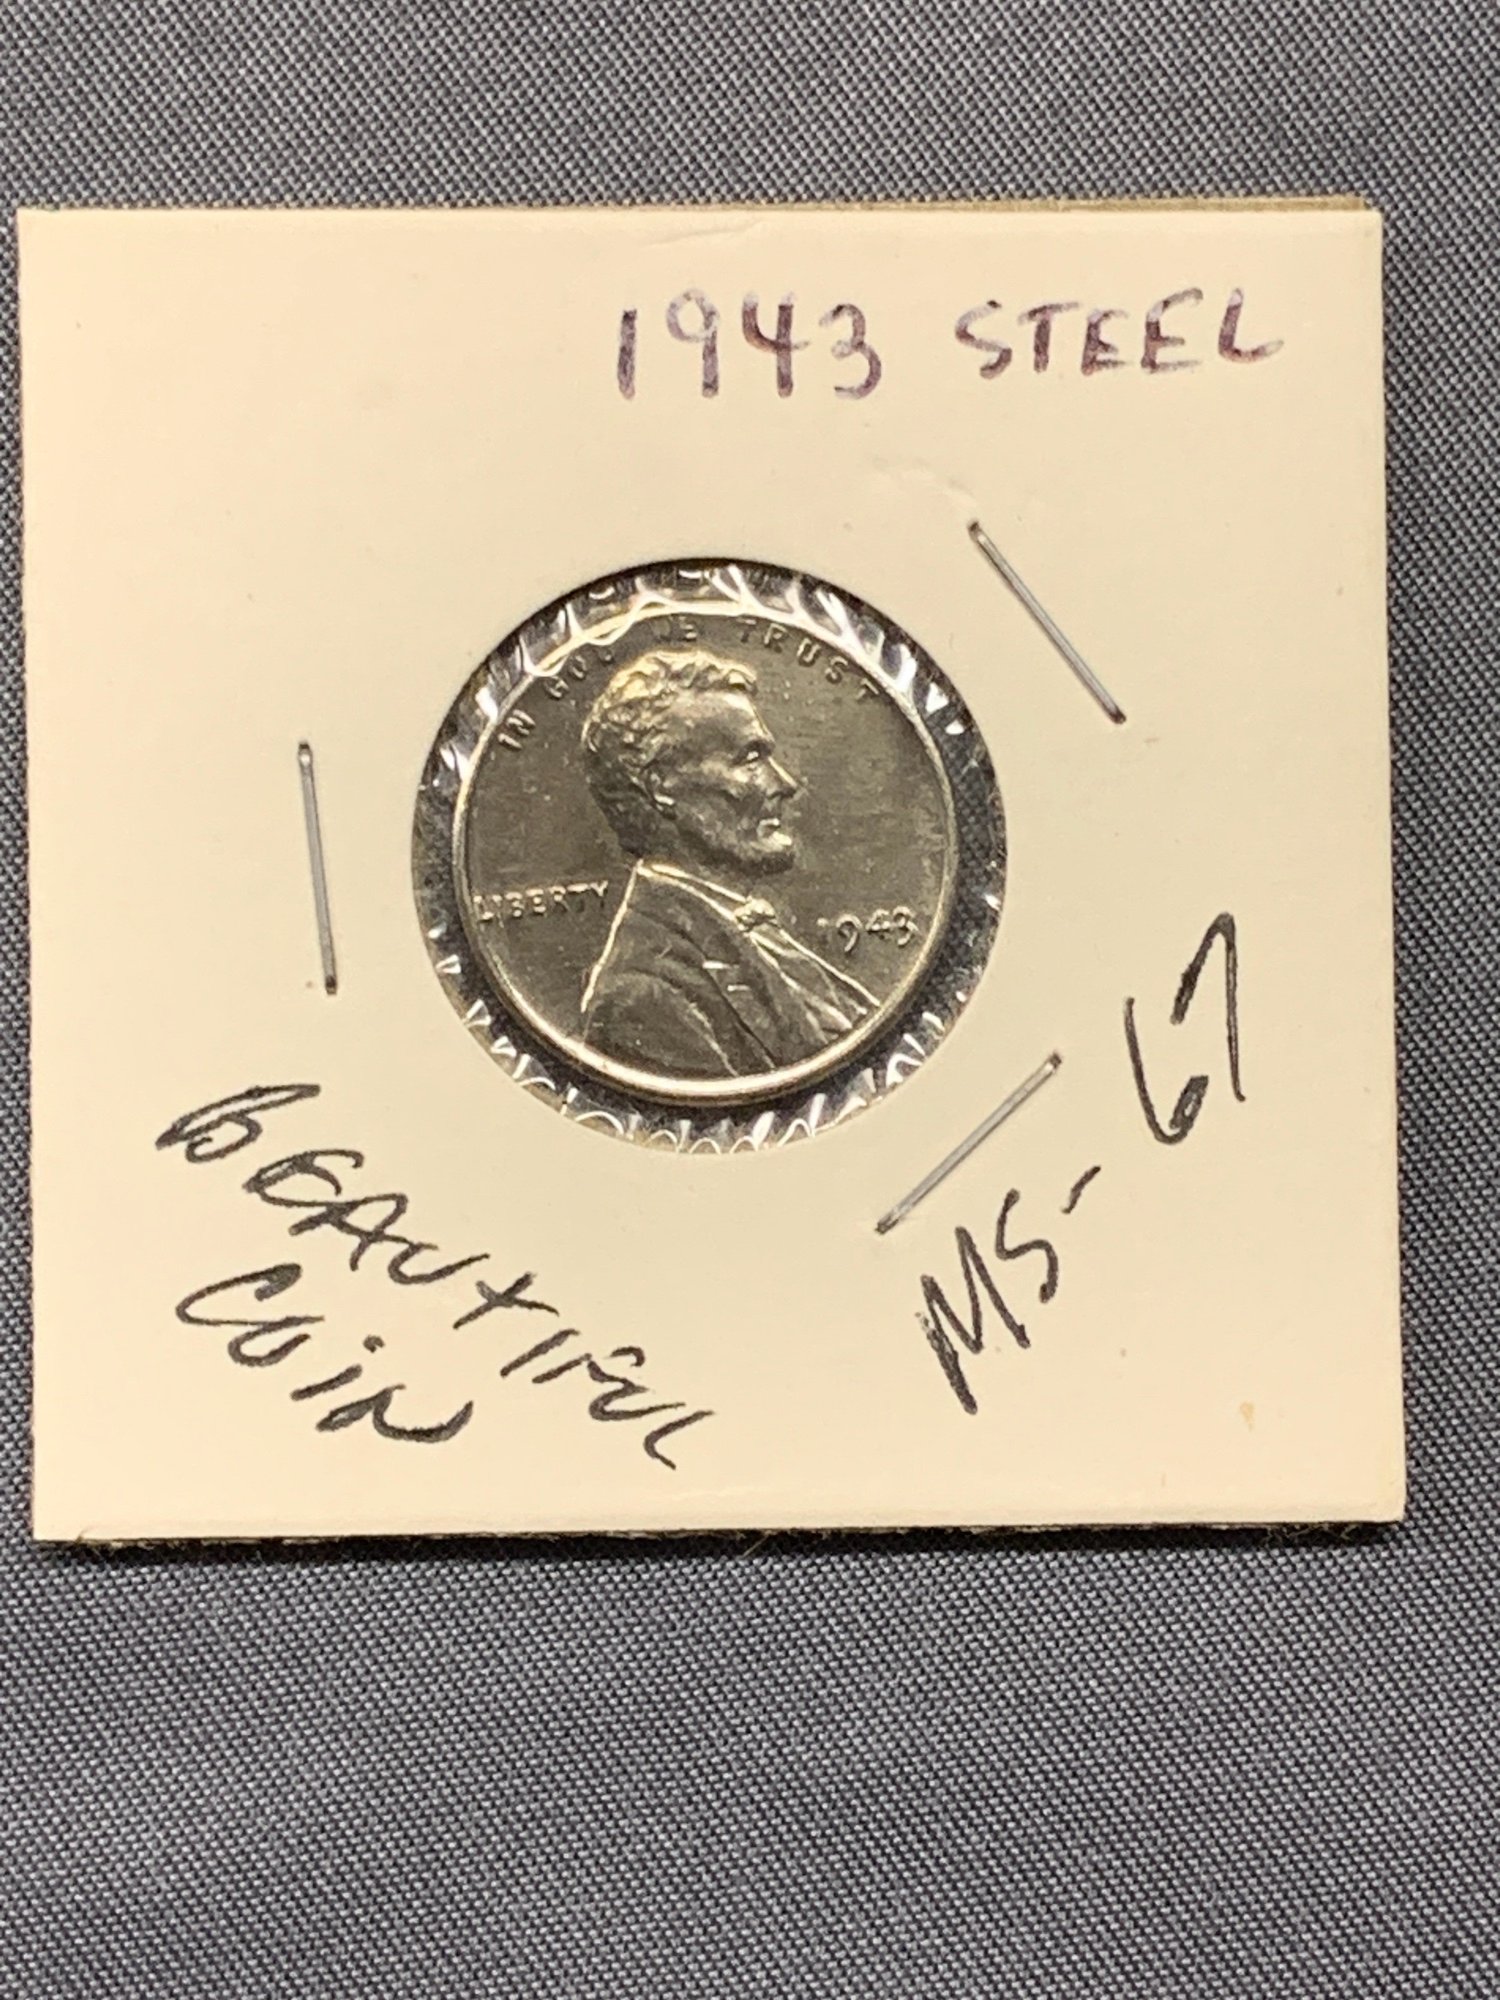 1943 STEEL
IN GOD WE TRUST
LIBERTY
1943
MS-67
BEAUTIFUL
COIN